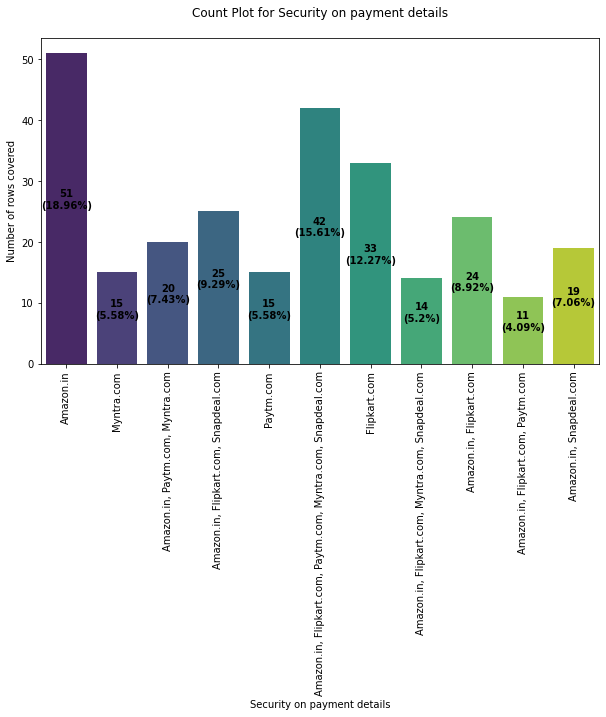 Count Plot for Security on payment details
Number of rows covered
50
40
30
20
10
0
51
(18.96%)
15
(5.58%)
20
(7.43%)
25
(9.29%)
15
(5.58%)
42
(15.61%)
33
(12.27%)
14
(5.2%)
24
(8.92%)
11
(4.09%)
19
(7.06%)
Amazon.in
Myntra.com
Amazon.in, Paytm.com, Myntra.com
Amazon.in, Flipkart.com, Snapdeal.com
Paytm.com
Amazon.in, Flipkart.com, Paytm.com, Myntra.com, Snapdeal.com
Flipkart.com
Amazon.in, Flipkart.com, Myntra.com, Snapdeal.com
Amazon.in, Flipkart.com
Amazon.in, Flipkart.com, Paytm.com
Amazon.in, Snapdeal.com
Security on payment details